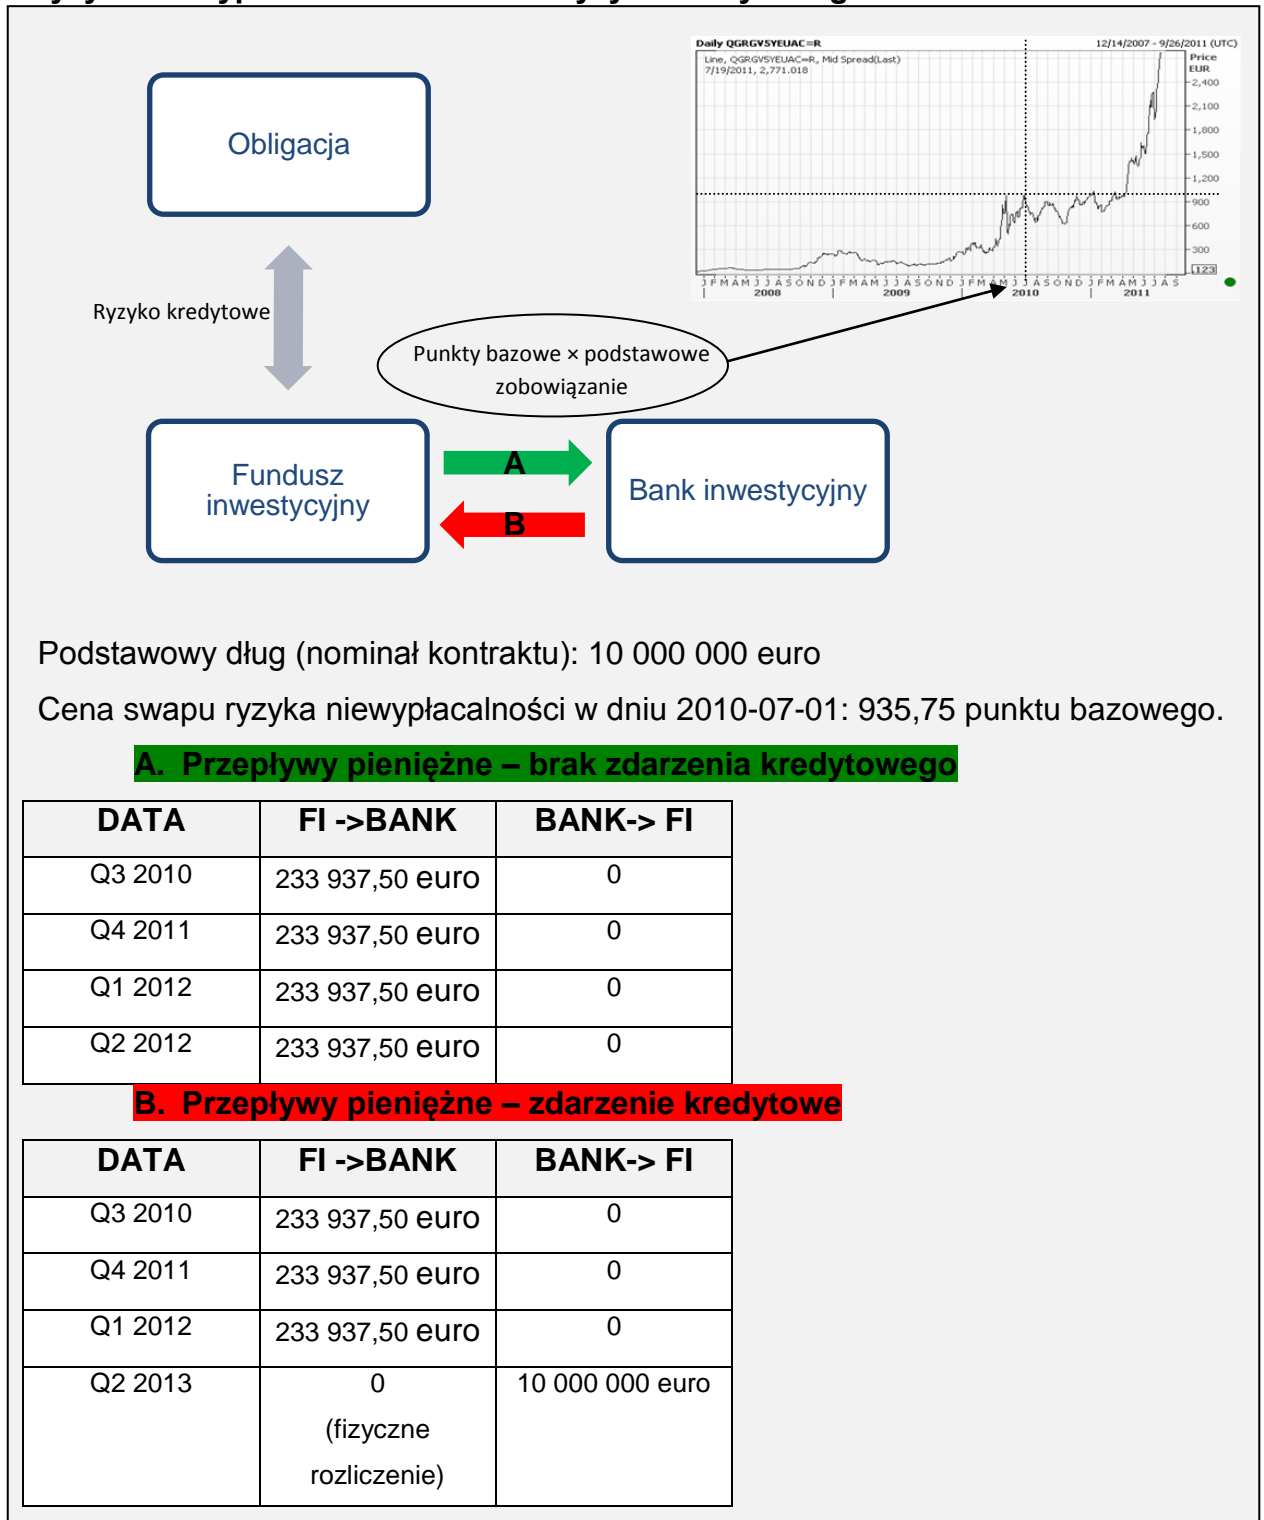 Daily QGRGV5YEUAC=R 12/14/2007 - 9/26/2011 (UTC)
Line, QGRGV5YEUAC=R, Mid Spread(Last)
7/19/2011, 2,771.018
Price
EUR
2,400
2,100
1,800
1,500
1,200
900
600
300
.123
J F M A M J J A S O N D J F M A M J J A S O N D J F M A M J J A S O N D J F M A M J J A S
2008 2009 2010 2011
Obligacja
Ryzyko kredytowe
Punkty bazowe × podstawowe
zobowiązanie
Fundusz
inwestycyjny
A
B
Bank inwestycyjny
Podstawowy dług (nominał kontraktu): 10 000 000 euro
Cena swapu ryzyka niewypłacalności w dniu 2010-07-01: 935,75 punktu bazowego.
A. Przepływy pieniężne – brak zdarzenia kredytowego
DATA FI ->BANK BANK-> FI
Q3 2010 233 937,50 euro 0
Q4 2011 233 937,50 euro 0
Q1 2012 233 937,50 euro 0
Q2 2012 233 937,50 euro 0
B. Przepływy pieniężne – zdarzenie kredytowe
DATA FI ->BANK BANK-> FI
Q3 2010 233 937,50 euro 0
Q4 2011 233 937,50 euro 0
Q1 2012 233 937,50 euro 0
Q2 2013 0 10 000 000 euro
(fizyczne
rozliczenie)